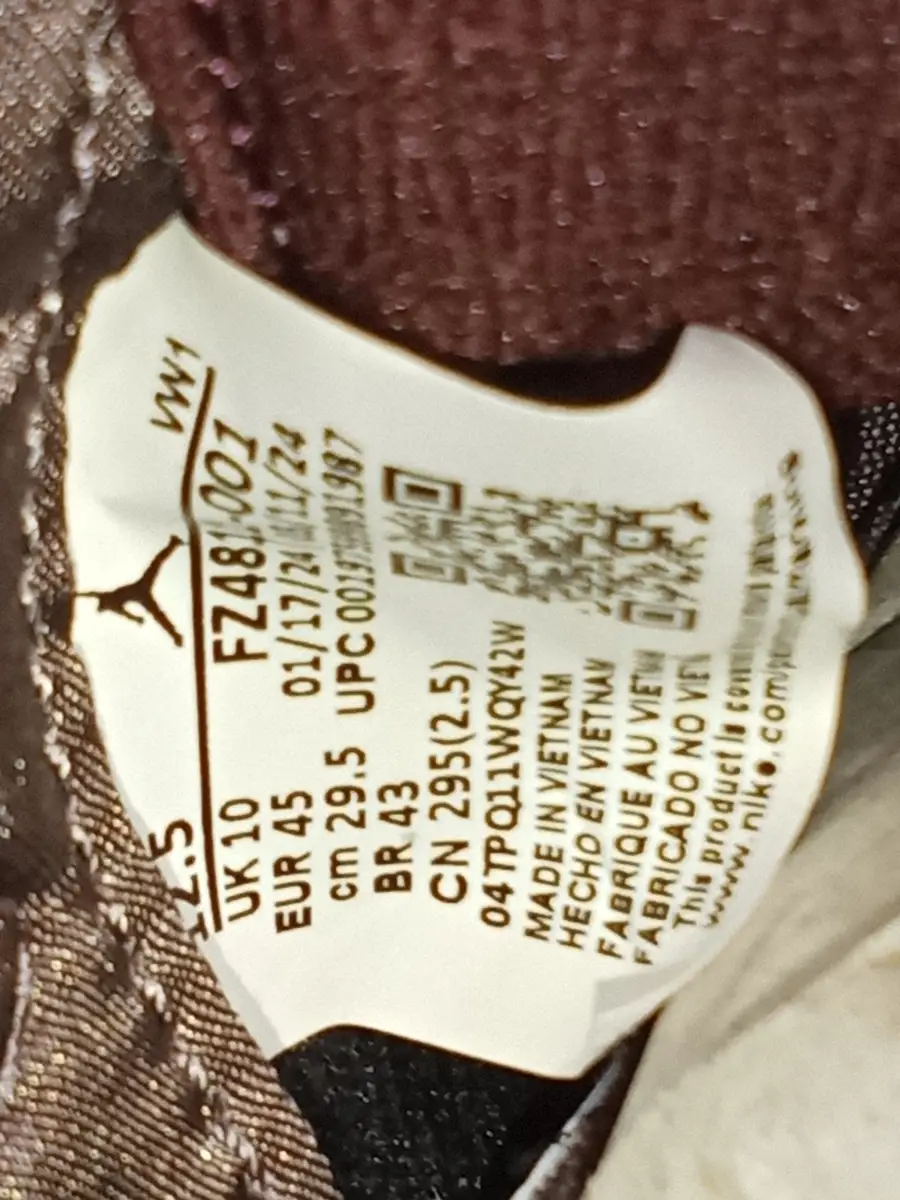 12.5 VW1
UK 10 FZ481-001
EUR 45 01/17/24
cm 29.5 UPC
BR 43
CN 295(2.5)
04TPQ11WQY42W
MADE IN VIETNAM
HECHO EN VIETNAM
FABRIQUE AU VIETN
FABRICADO NO VIE
This product is
www.nike.com/